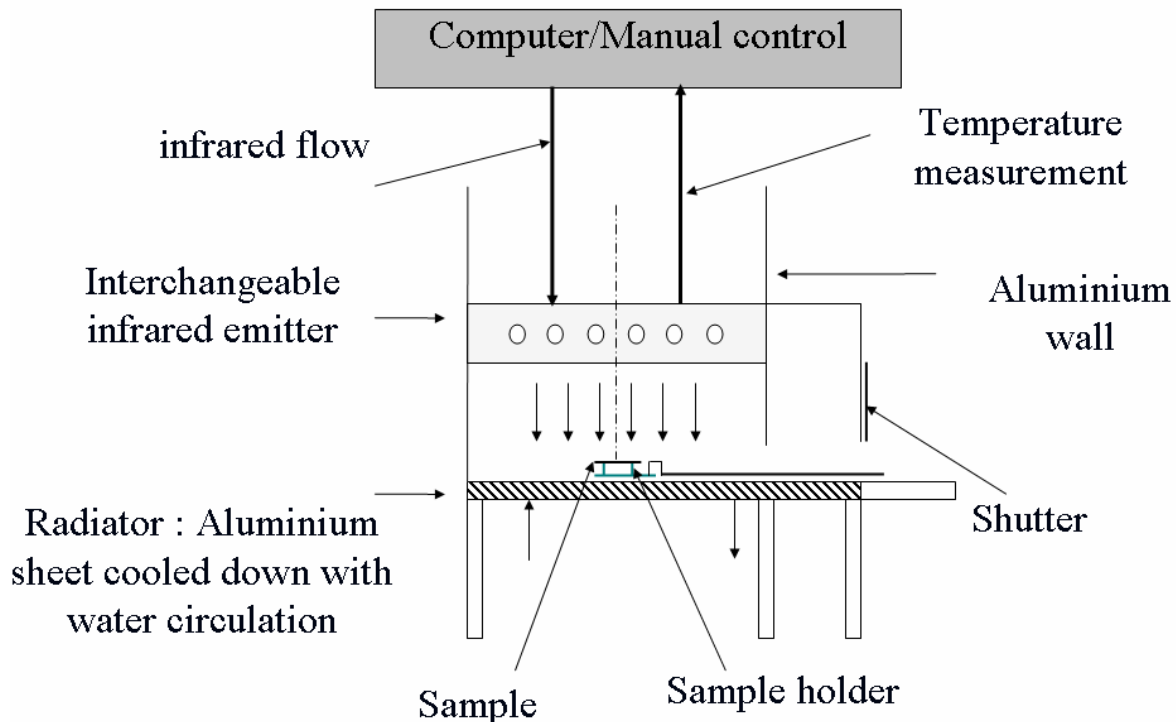 Computer/Manual control
infrared flow
Temperature
measurement
Interchangeable
infrared emitter
Aluminium
wall
Radiator : Aluminium
sheet cooled down with
water circulation
Shutter
Sample
Sample holder